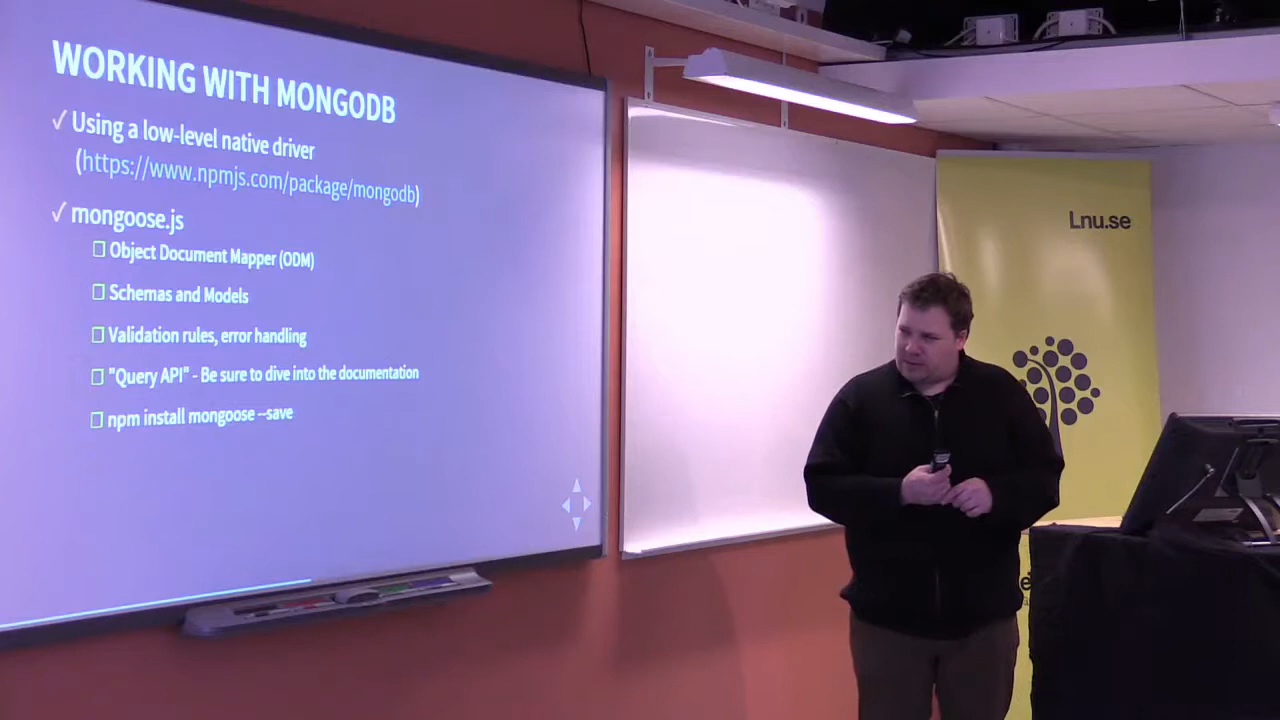 WORKING WITH MONGODB
✓ Using a low-level native driver
(https://www.npmjs.com/package/mongodb)
✓ mongoose.js
Object Document Mapper (ODM)
Schemas and Models
Validation rules, error handling
"Query API" - Be sure to dive into the documentation
npm install mongoose --save
Lnu.se